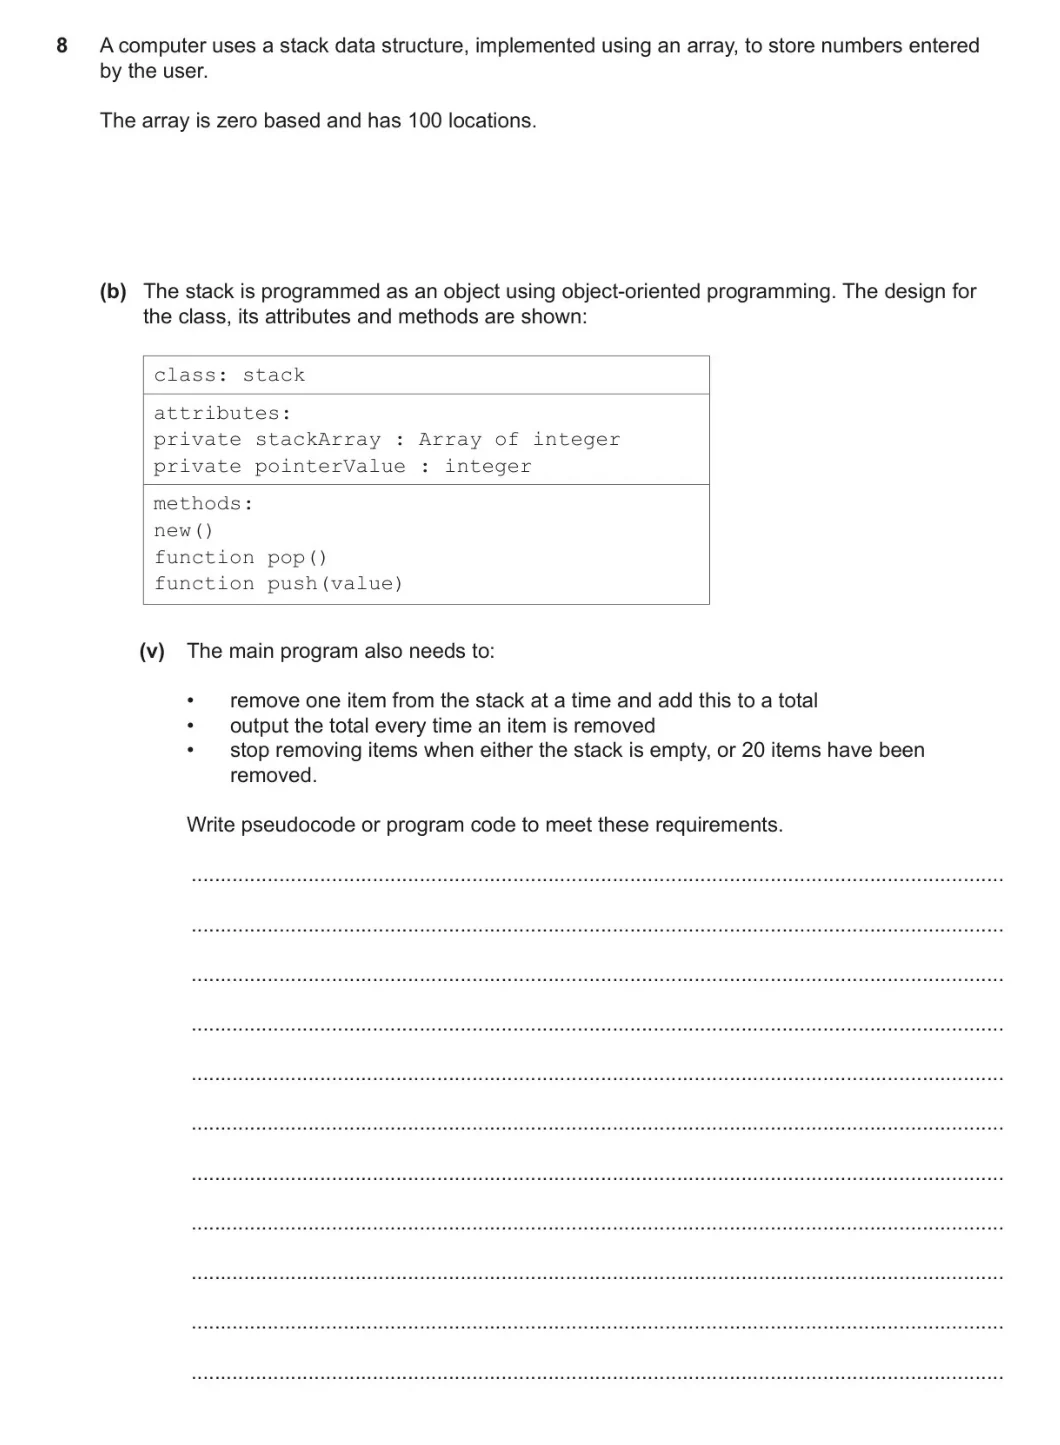 8 A computer uses a stack data structure, implemented using an array, to store numbers entered
by the user.
The array is zero based and has 100 locations.
(b) The stack is programmed as an object using object-oriented programming. The design for
the class, its attributes and methods are shown:
class: stack
attributes:
private stackArray : Array of integer
private pointerValue : integer
methods:
new()
function pop()
function push(value)
(v) The main program also needs to:
• remove one item from the stack at a time and add this to a total
• output the total every time an item is removed
• stop removing items when either the stack is empty, or 20 items have been
removed.
Write pseudocode or program code to meet these requirements.